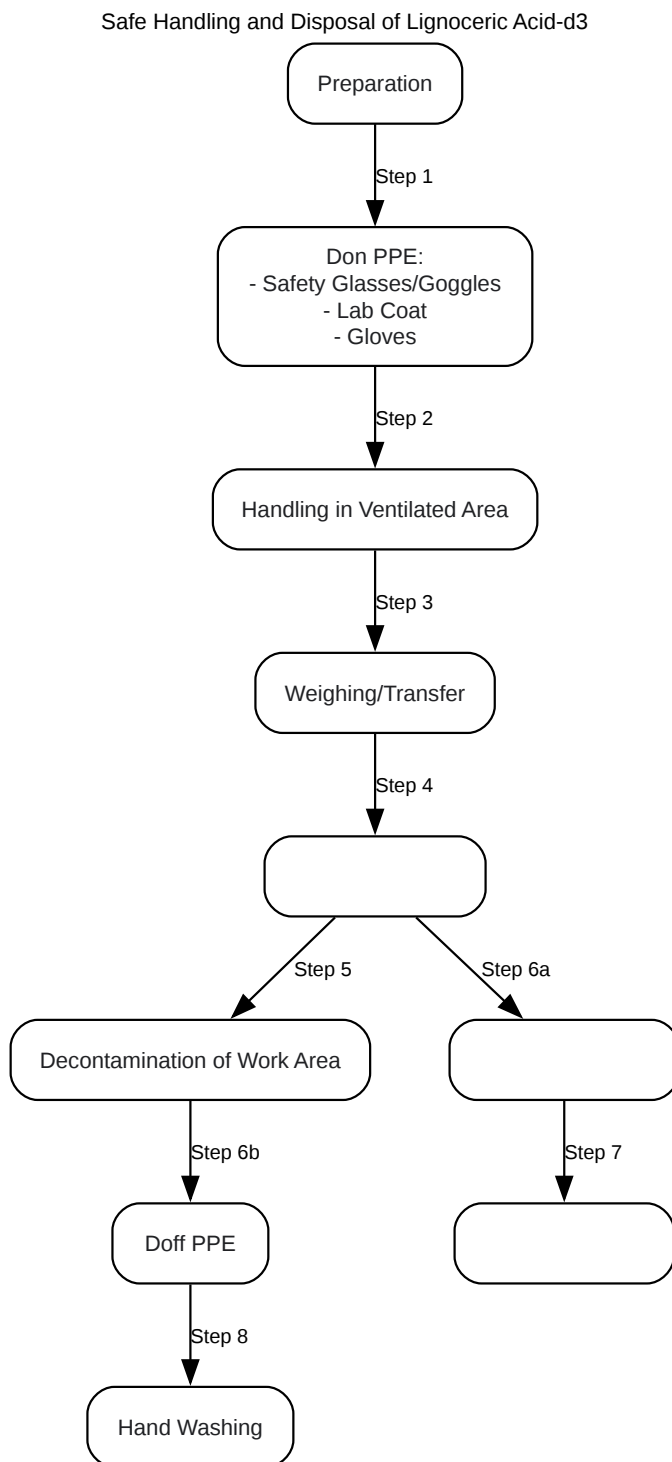 Safe Handling and Disposal of Lignoceric Acid-d3
Preparation
Step 1
Don PPE:
- Safety Glasses/Goggles
- Lab Coat
- Gloves
Step 2
Handling in Ventilated Area
Step 3
Weighing/Transfer
Step 4
Step 5
Step 6a
Decontamination of Work Area
Step 6b
Step 7
Doff PPE
Step 8
Hand Washing